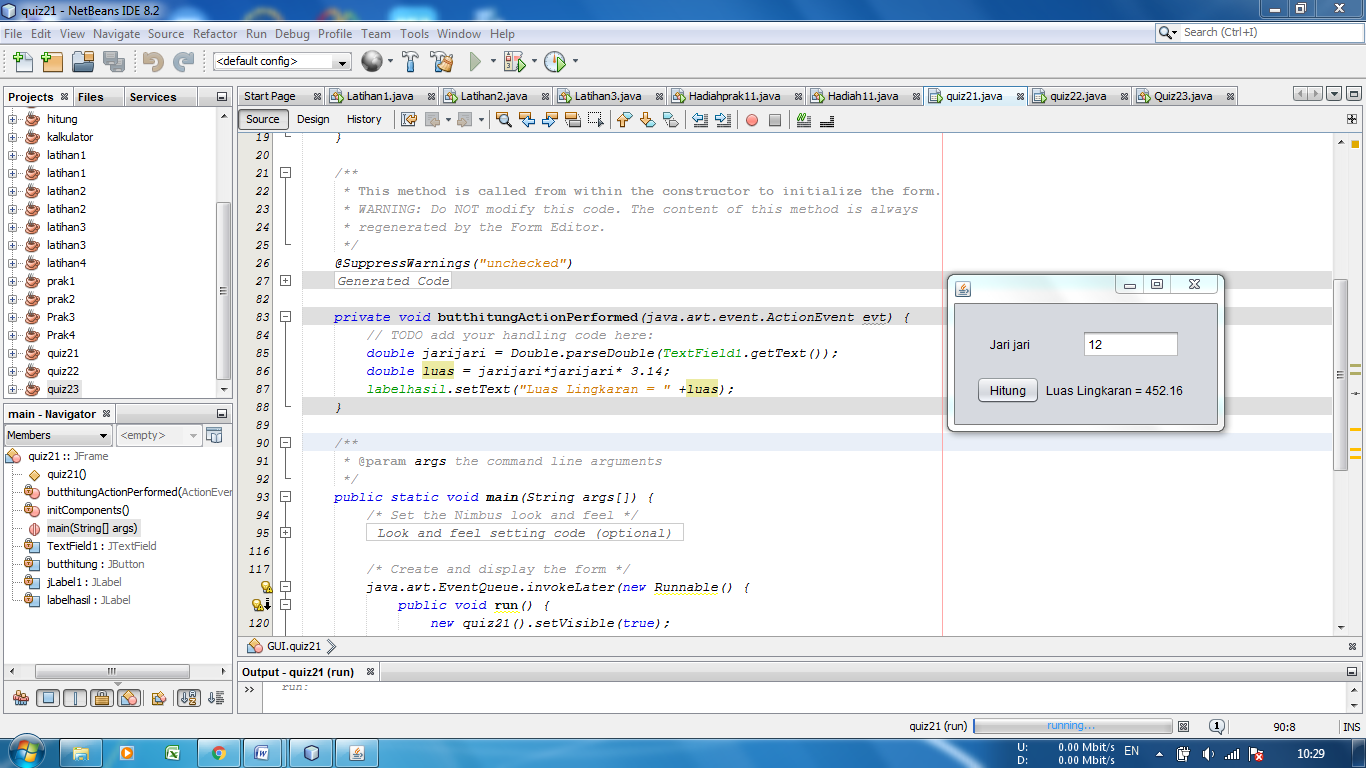 quiz21 - NetBeans IDE 8.2
File Edit View Navigate Source Refactor Run Debug Profile Team Tools Window Help
Search (Ctrl+I)
<default config>
Projects Files Services
hitung
kalkulator
latihan1
latihan1
latihan2
latihan2
latihan3
latihan3
latihan4
prak1
prak2
Prak3
Prak4
quiz21
quiz22
quiz23
main - Navigator
Members <empty>
quiz21 :: JFrame
quiz21()
butthitungActionPerformed(ActionEver
initComponents()
main(String[] args)
TextField1 : JTextField
butthitung : JButton
jLabel1 : JLabel
labelhasil : JLabel
Start Page Latihan1.java Latihan2.java Latihan3.java Hadiahprak11.java Hadiah11.java quiz21.java quiz22.java Quiz23.java
Source Design History
19 }
20
21 /**
22 * This method is called from within the constructor to initialize the form.
23 * WARNING: Do NOT modify this code. The content of this method is always
24 * regenerated by the Form Editor.
25 */
26 @SuppressWarnings("unchecked")
27 Generated Code
82
83 private void butthitungActionPerformed(java.awt.event.ActionEvent evt) {
84 // TODO add your handling code here:
85 double jarijari = Double.parseDouble(TextField1.getText());
86 double luas = jarijari*jarijari* 3.14;
87 labelhasil.setText("Luas Lingkaran = " +luas);
88 }
89
90 /**
91 * @param args the command line arguments
92 */
93 public static void main(String args[]) {
94 /* Set the Nimbus look and feel */
95 Look and feel setting code (optional)
116
117 /* Create and display the form */
java.awt.EventQueue.invokeLater(new Runnable() {
public void run() {
120 new quiz21().setVisible(true);
Jari jari 12
Hitung Luas Lingkaran = 452.16
GUI.quiz21
Output - quiz21 (run)
run:
quiz21 (run) running... 1 90:8 INS
U: 0.00 Mbit/s
D: 0.00 Mbit/s
EN
10:29